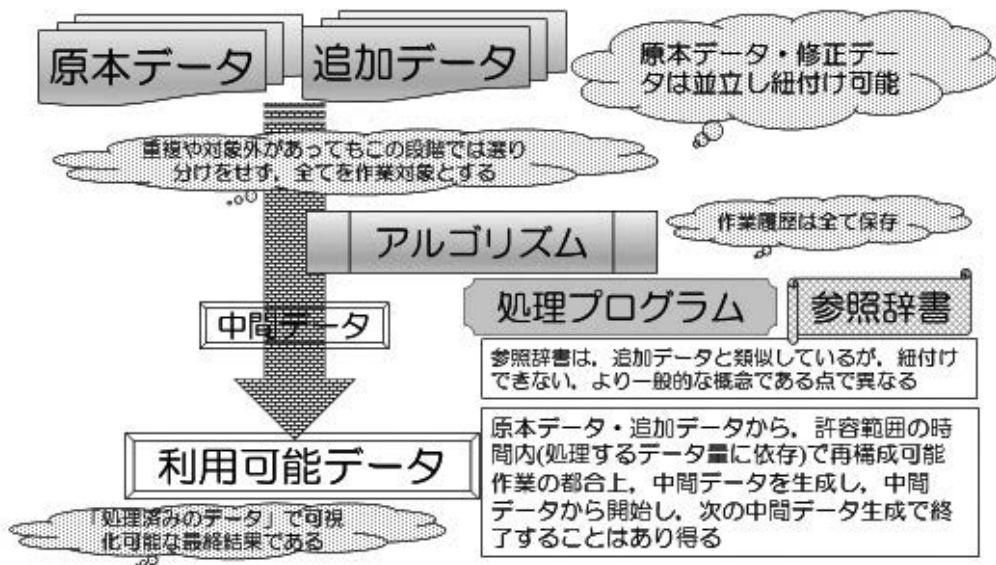 原本データ
追加データ
原本データ・修正デー
タは並立し紐付け可能
重複や対象外があってもこの段階では選り
分けをせず，全てを作業対象とする
アルゴリズム
作業履歴は全て保存
処理プログラム
参照辞書
中間データ
参照辞書は，追加データと類似しているが，紐付け
できない，より一般的な概念である点で異なる
利用可能データ
原本データ・追加データから，許容範囲の時
間内(処理するデータ量に依存)で再構成可能
作業の都合上，中間データを生成し，中間
データから開始し，次の中間データ生成で終
了することはあり得る
「処理済みのデータ」で可視
化可能な最終結果である